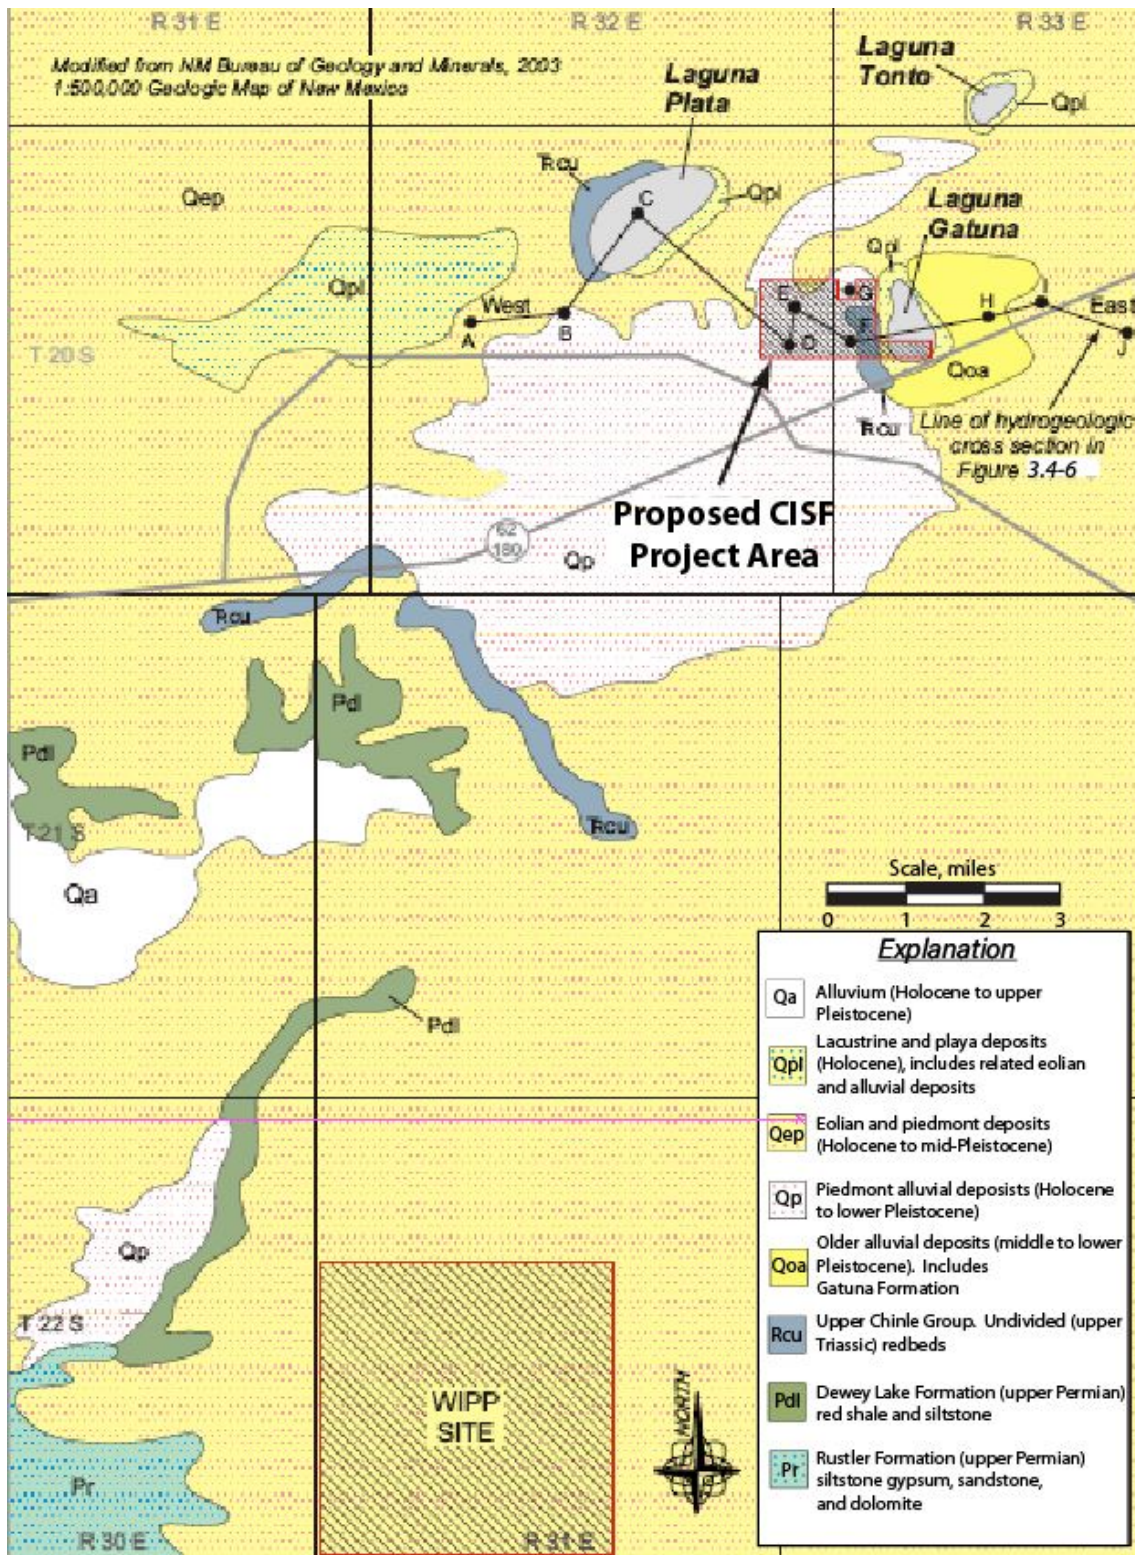 R 31 E
R 32 E
R 33 E
Modified from NM Bureau of Geology and Minerals, 2003
1:500,000 Geologic Map of New Mexico
Laguna
Tonto
Laguna
Plata
Qpl
Trcu
Qep
C
Qpl
Laguna
Gatuna
Qpl
Qpl
West
A
B
E
G
D
F
H
I
East
J
T 20 S
Qoa
Trcu
Line of hydrogeologic
cross section in
Figure 3.4-6
Proposed CISF
Project Area
62
180
Qp
Trcu
Pdl
Pdl
T 21 S
Trcu
Qa
Scale, miles
0 1 2 3
Pdl
Explanation
Qa Alluvium (Holocene to upper
Pleistocene)
Qpl Lacustrine and playa deposits
(Holocene), includes related eolian
and alluvial deposits
Qep Eolian and piedmont deposits
(Holocene to mid-Pleistocene)
Qp Piedmont alluvial deposists (Holocene
to lower Pleistocene)
Qoa Older alluvial deposits (middle to lower
Pleistocene). Includes
Gatuna Formation
Rcu Upper Chinle Group. Undivided (upper
Triassic) redbeds
Pdl Dewey Lake Formation (upper Permian)
red shale and siltstone
Pr Rustler Formation (upper Permian)
siltstone gypsum, sandstone,
and dolomite
Qp
T 22 S
WIPP
SITE
NORTH
Pr
R 30 E
R 31 E